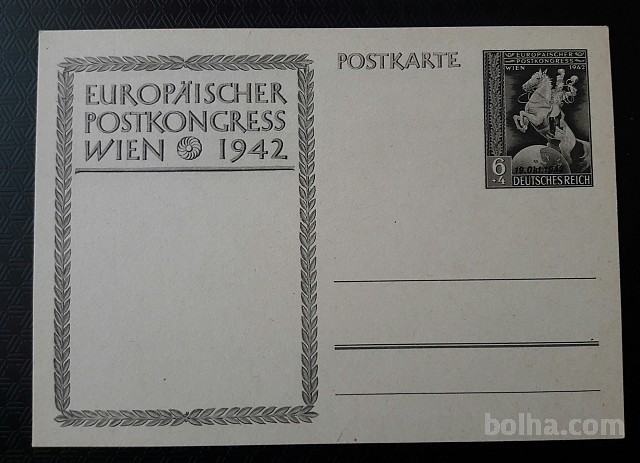 EUROPÄISCHER
POSTKONGRESS
WIEN 1942
POSTKARTE
EUROPÄISCHER
POSTKONGRESS
WIEN 1942
6
+4
DEUTSCHES REICH
bolha.com